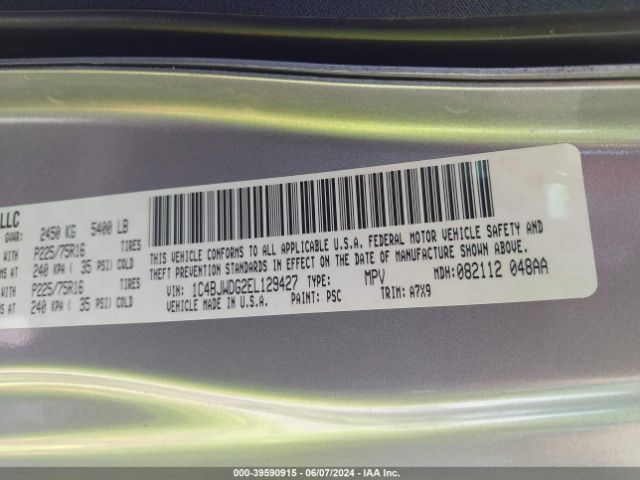 LLC
GVWR: 2450 KG 5400 LB
WITH P225/75R16 TIRES
MS AT 240 KPA ( 35 PSI) COLD
WITH P225/75R16 TIRES
MS AT 240 KPA ( 35 PSI) COLD
THIS VEHICLE CONFORMS TO ALL APPLICABLE U.S.A. FEDERAL MOTOR VEHICLE SAFETY AND
THEFT PREVENTION STANDARDS IN EFFECT ON THE DATE OF MANUFACTURE SHOWN ABOVE.
VIN: 1C4BJWDG2EL129427 TYPE: MPV MDH: 082112 048AA
VEHICLE MADE IN U.S.A. PAINT: PSC TRIM: A7X9
000-39590915 - 06/07/2024 - IAA Inc.